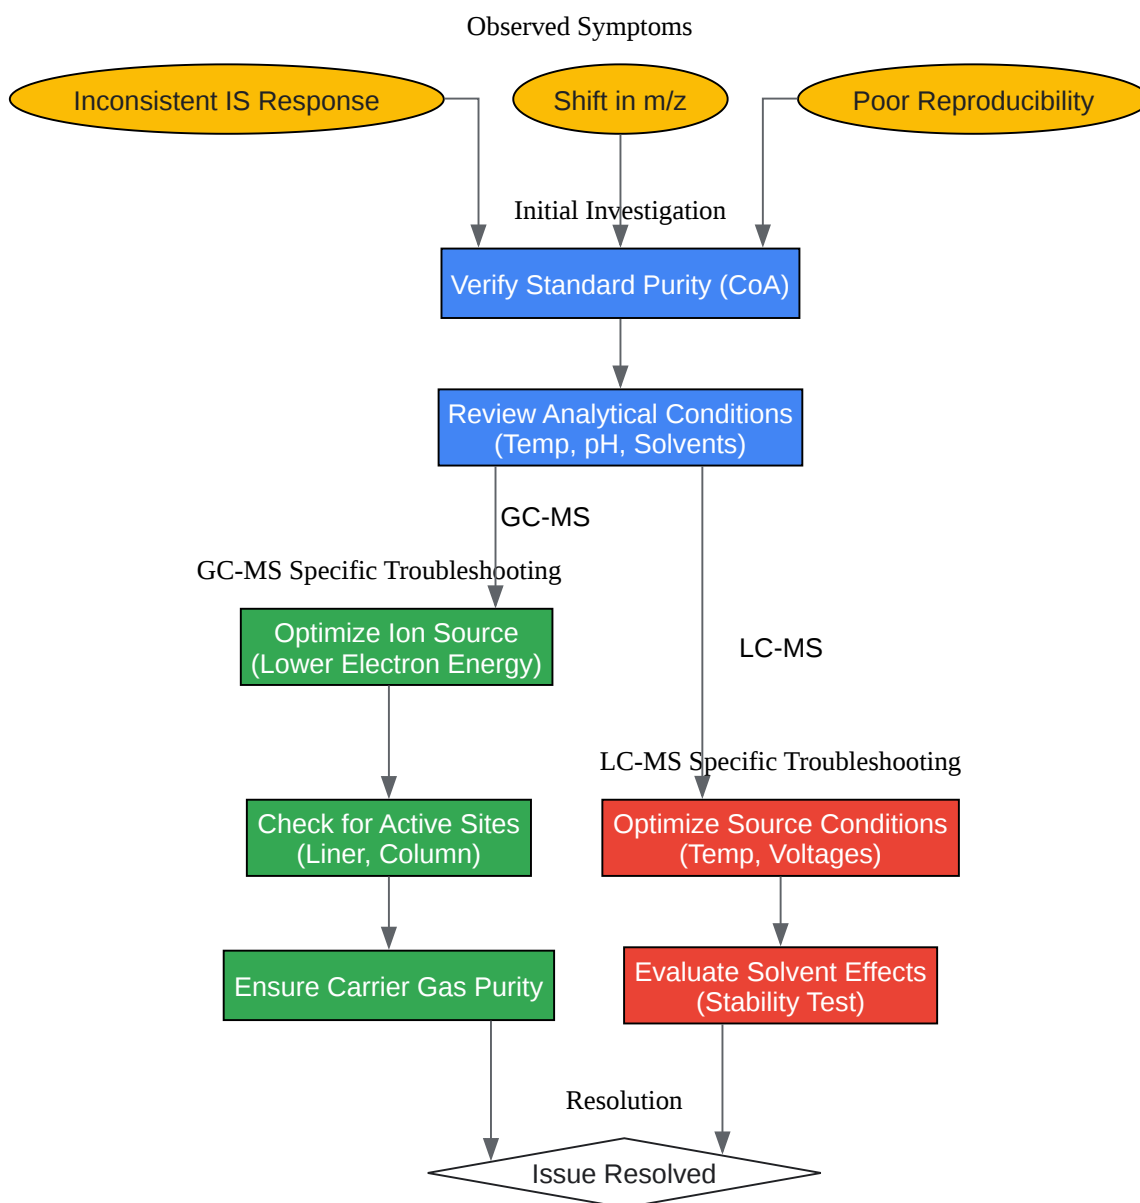 Observed Symptoms
Inconsistent IS Response
Shift in m/z
Poor Reproducibility
Initial Investigation
Verify Standard Purity (CoA)
Review Analytical Conditions
(Temp, pH, Solvents)
GC-MS
GC-MS Specific Troubleshooting
Optimize Ion Source
(Lower Electron Energy)
LC-MS
LC-MS Specific Troubleshooting
Check for Active Sites
(Liner, Column)
Optimize Source Conditions
(Temp, Voltages)
Ensure Carrier Gas Purity
Evaluate Solvent Effects
(Stability Test)
Resolution
Issue Resolved